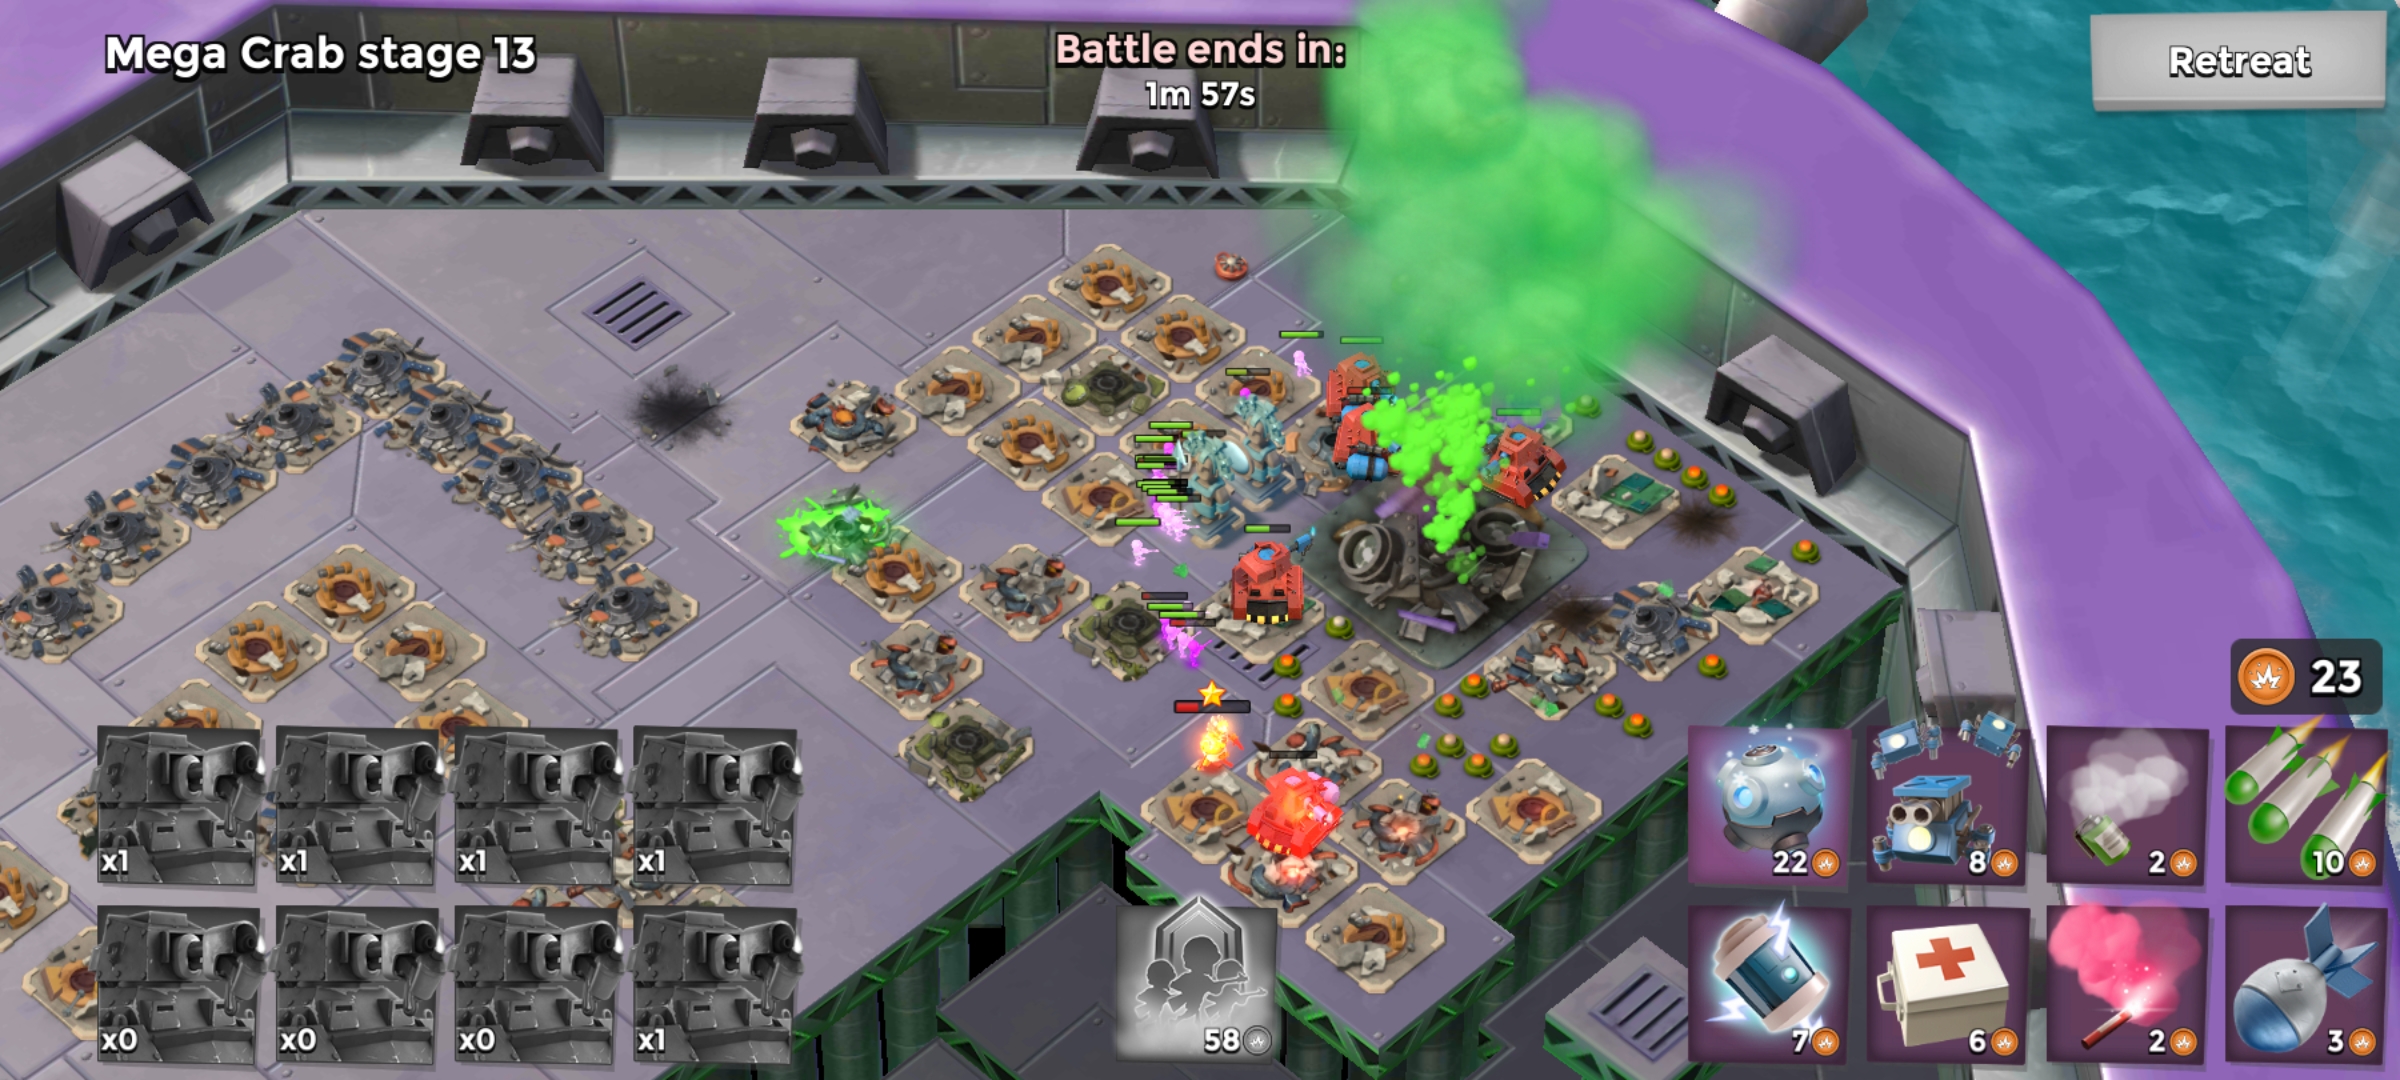 Mega Crab stage 13
Battle ends in:
1m 57s
Retreat
23
x1
x1
x1
x1
22
8
2
10
x0
x0
x0
x1
58
7
6
2
3